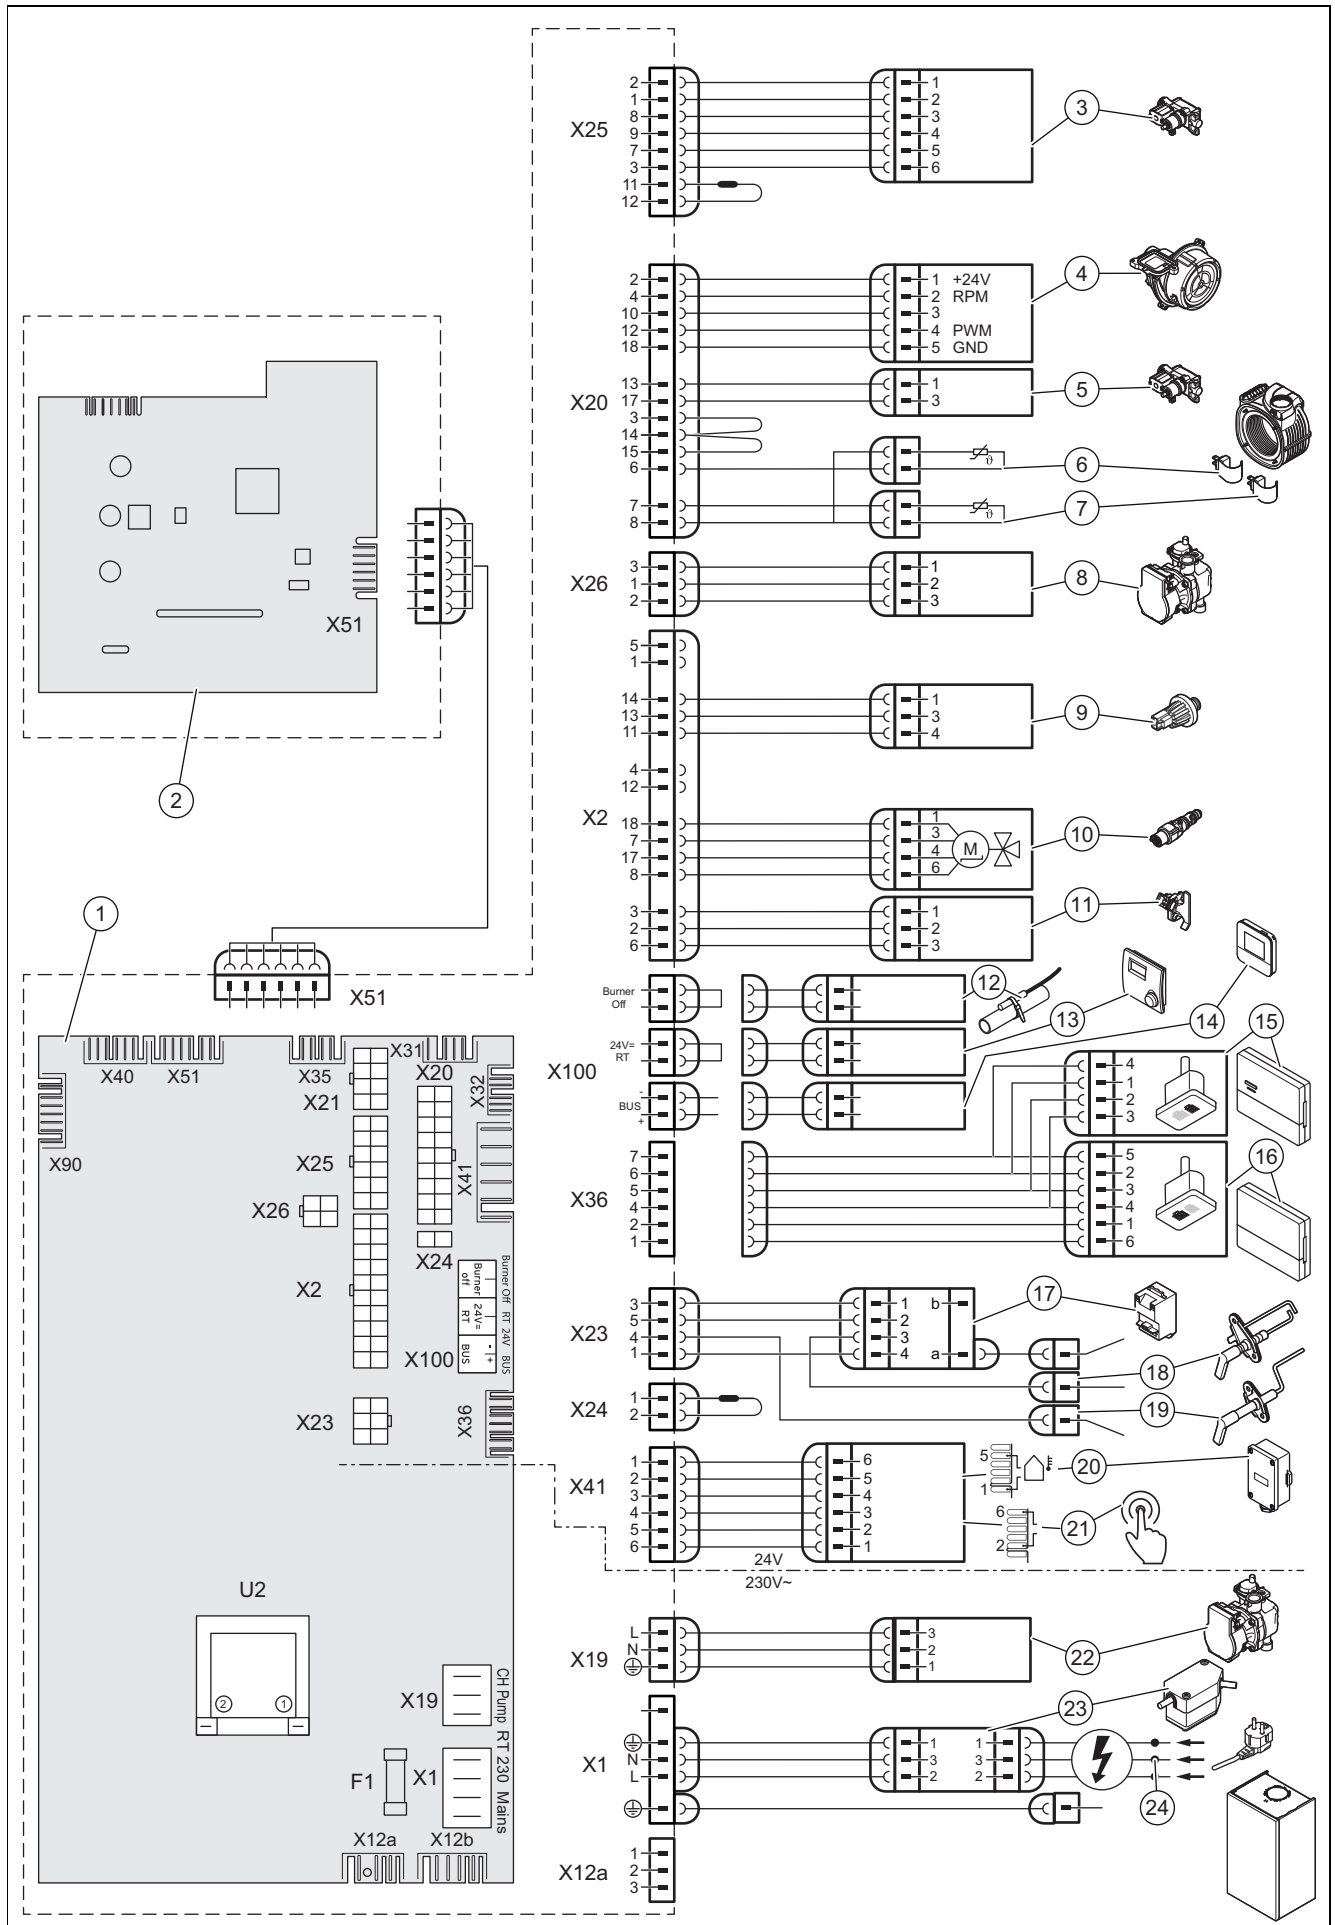 X25
2 1
1 2
8 3
9 4
7 5
3 6
11
12
3
X20
2 1 +24V
4 2 RPM
10 3
12 4 PWM
18 5 GND
4
13 1
17 3
5
3
14
15
6
ϑ
6
7
8
ϑ
7
X26
3 1
1 2
2 3
8
X2
5
1
14 1
13 3
11 4
9
4
12
18 1
7 3
17 4
8 6
M
10
3 1
2 2
6 3
11
X100
Burner
Off
12
24V=
RT
13
-
BUS
+
14
4
1
2
3
15
X36
7 5
6 2
5 3
4 4
2 1
1 6
16
X23
3 1 b
5 2
4 3
1 4 a
17
18
19
X24
1
2
X41
1 6
2 5
3 4
4 3
5 2
6 1
5
1
20
6
2
21
24V
230V~
X19
L 3
N 2
1
22
X1
1 1
N 3 3
L 2 2
23
24
X12a
1
2
3
X51
2
X51
1
X40
X51
X35
X31
X20
X32
X21
X90
X25
X41
X26
X24
X2
Burner
off
24V=
RT
- +
BUS
Burner Off RT 24V BUS
X100
X23
X36
U2
2 1
X19
CH Pump RT 230 Mains
F1
X1
X12a
X12b